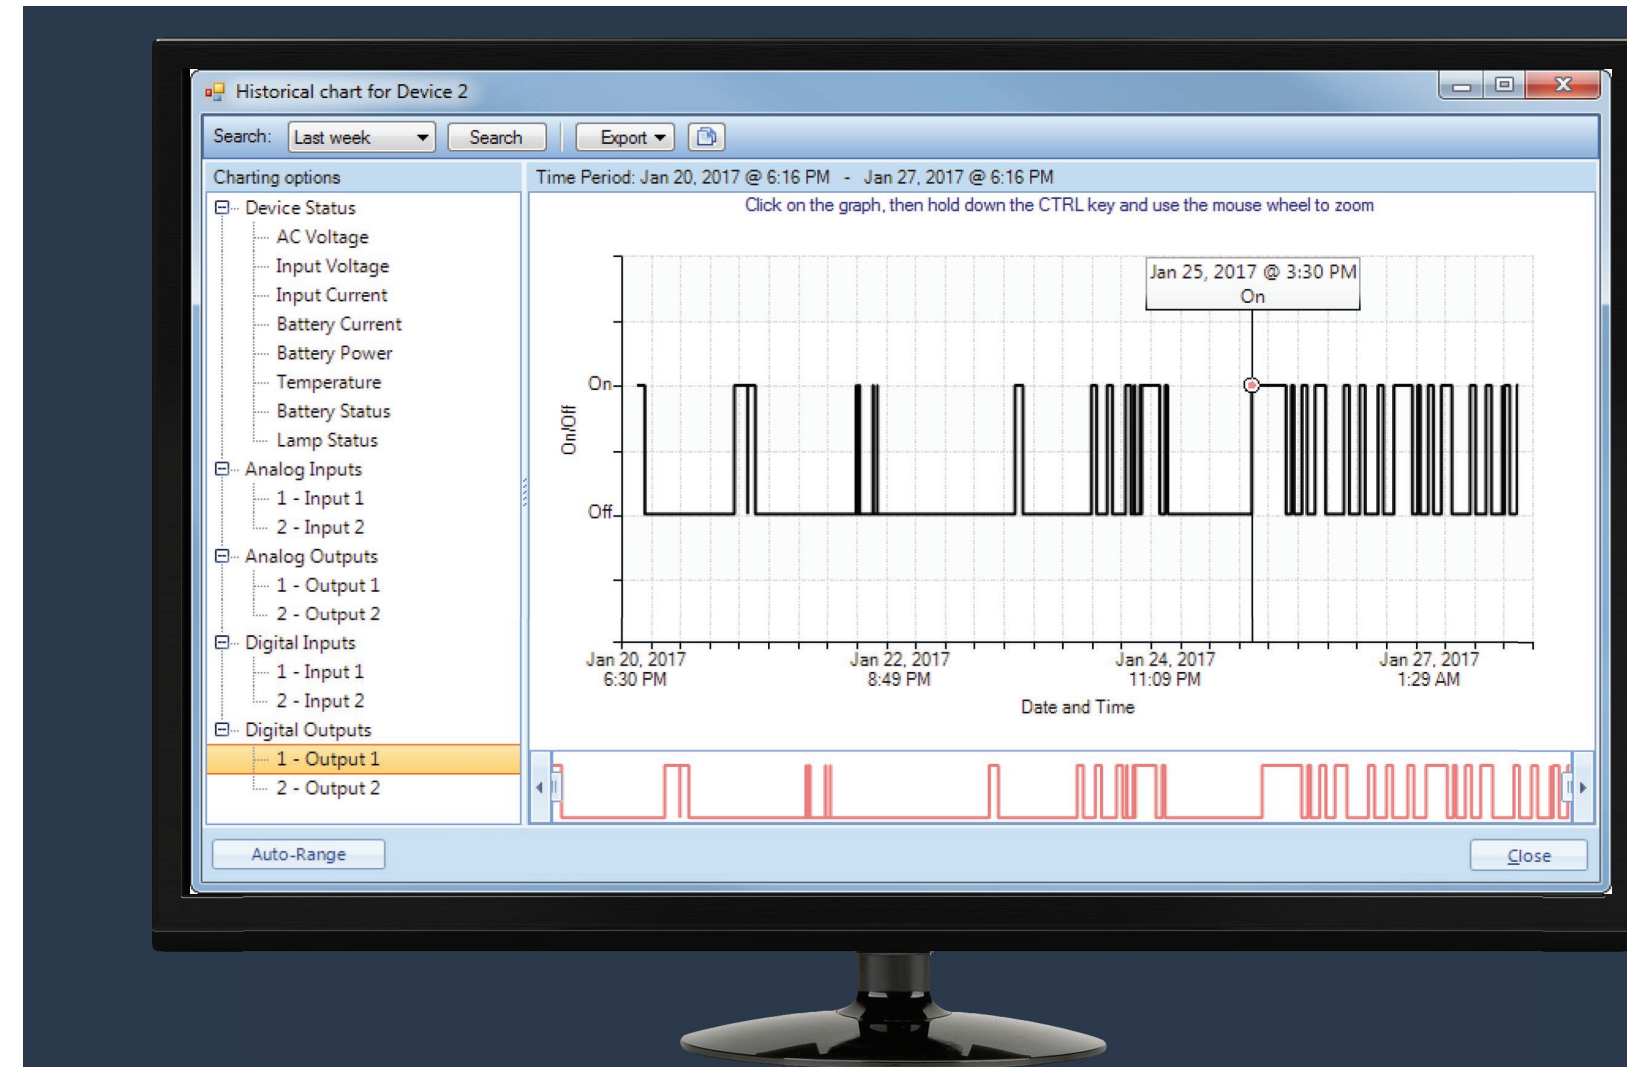 Historical chart for Device 2
Search: Last week Search Export
Charting options
Time Period: Jan 20, 2017 @ 6:16 PM - Jan 27, 2017 @ 6:16 PM
Device Status
AC Voltage
Input Voltage
Input Current
Battery Current
Battery Power
Temperature
Battery Status
Lamp Status
Analog Inputs
1 - Input 1
2 - Input 2
Analog Outputs
1 - Output 1
2 - Output 2
Digital Inputs
1 - Input 1
2 - Input 2
Digital Outputs
1 - Output 1
2 - Output 2
Click on the graph, then hold down the CTRL key and use the mouse wheel to zoom
Jan 25, 2017 @ 3:30 PM
On
On
On/Off
Off
Jan 20, 2017 Jan 22, 2017 Jan 24, 2017 Jan 27, 2017
6:30 PM 8:49 PM 11:09 PM 1:29 AM
Date and Time
Auto-Range
Close